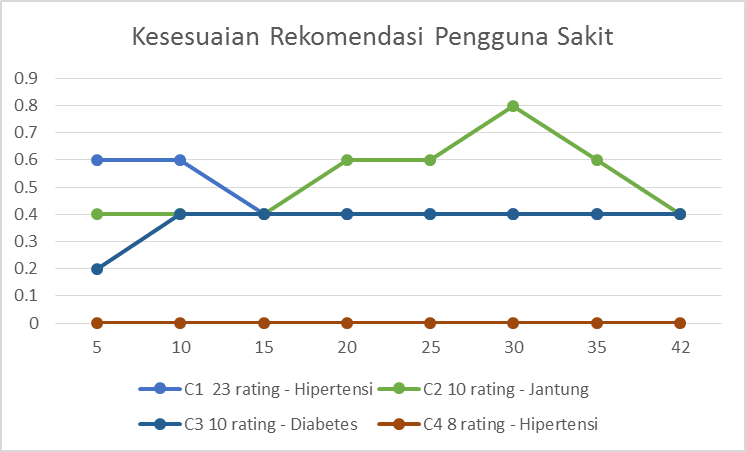 Kesesuaian Rekomendasi Pengguna Sakit
0.9
0.8
0.7
0.6
0.5
0.4
0.3
0.2
0.1
0
5 10 15 20 25 30 35 42
C1 23 rating - Hipertensi C2 10 rating - Jantung
C3 10 rating - Diabetes C4 8 rating - Hipertensi